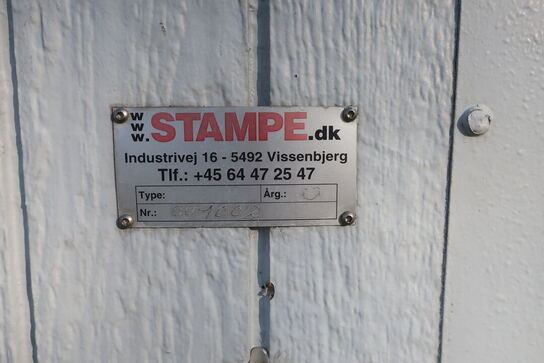 www.STAMPE.dk
Industrivej 16 - 5492 Vissenbjerg
Tlf.: +45 64 47 25 47
Type: Årg.:
Nr.: